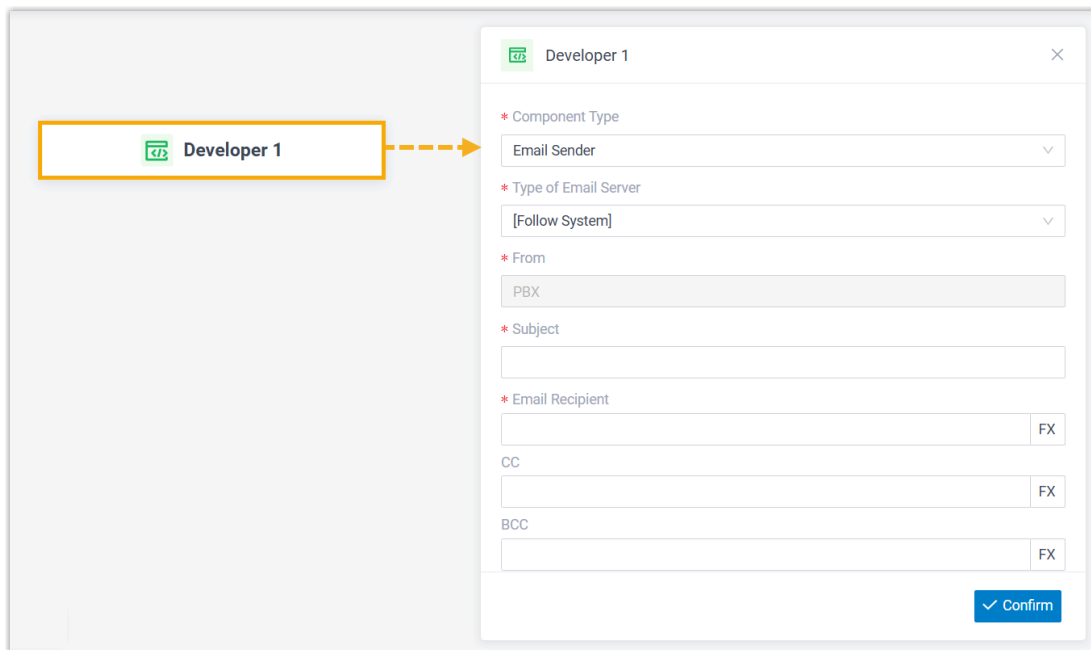 Developer 1
Developer 1
* Component Type
Email Sender
* Type of Email Server
[Follow System]
* From
PBX
* Subject
* Email Recipient
FX
CC
FX
BCC
FX
Confirm